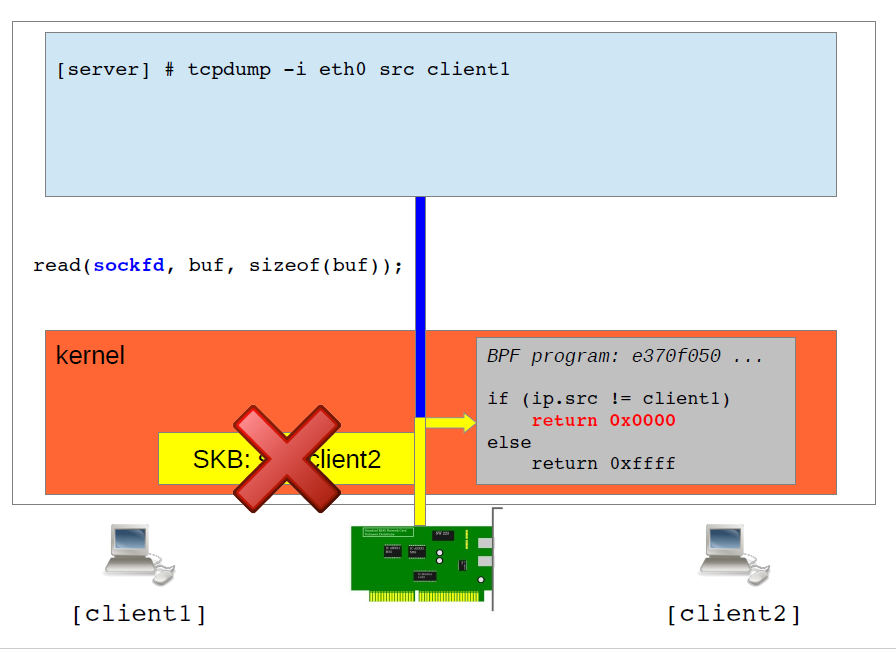 [server] # tcpdump -i eth0 src client1
read(sockfd, buf, sizeof(buf));
kernel
BPF program: e370f050 ...
if (ip.src != client1)
return 0x0000
else
return 0xffff
SKB: client2
[client1]
[client2]